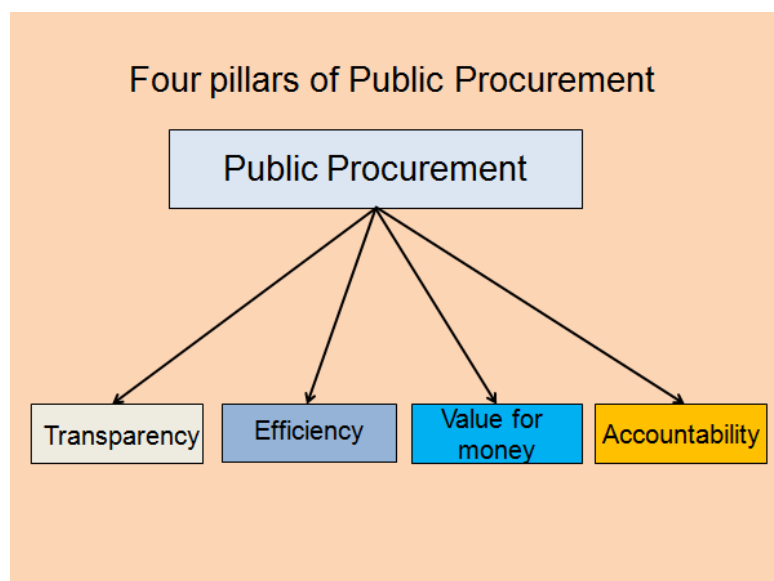 Four pillars of Public Procurement
Public Procurement
Transparency
Efficiency
Value for
money
Accountability